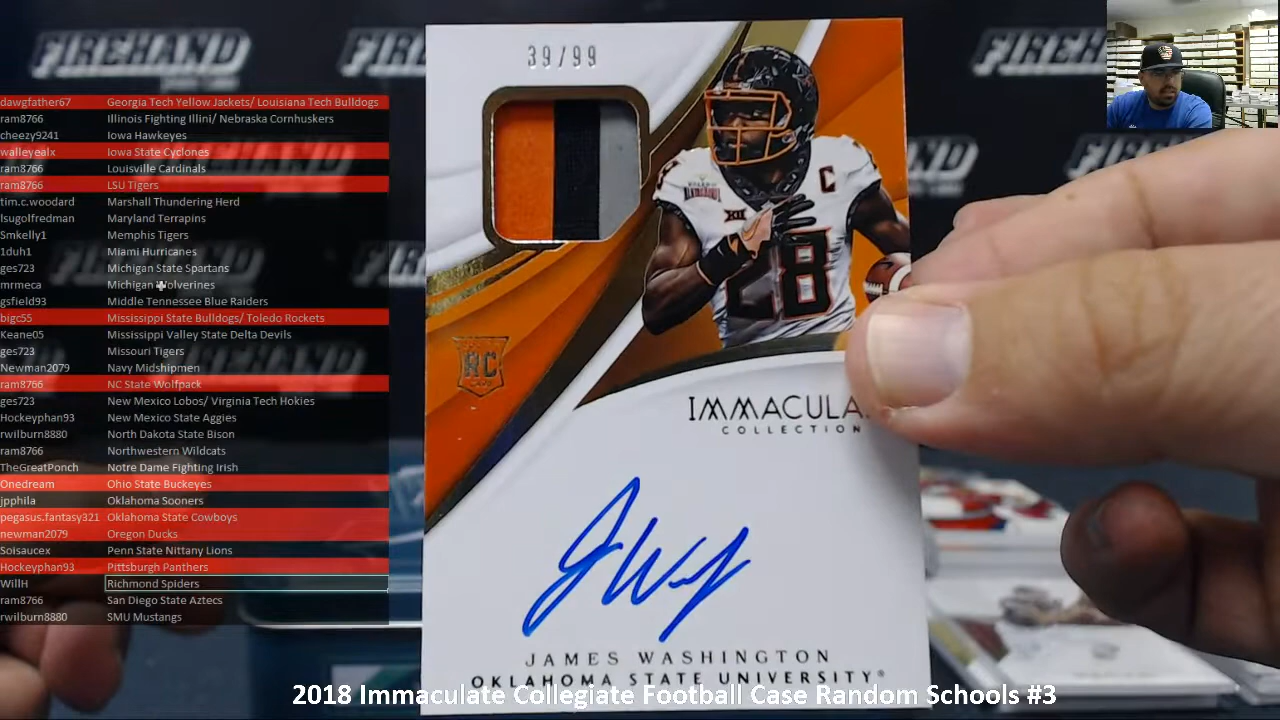 FIREHAND
FIREHAND
39/99
dawgfather67 Georgia Tech Yellow Jackets/ Louisiana Tech Bulldogs
ram8766 Illinois Fighting Illini/ Nebraska Cornhuskers
cheezy9241 Iowa Hawkeyes
walleyealx Iowa State Cyclones
ram8766 Louisville Cardinals
ram8766 LSU Tigers
tim.c.woodard Marshall Thundering Herd
lsugolfredman Maryland Terrapins
Smkelly1 Memphis Tigers
1duh1 Miami Hurricanes
ges723 Michigan State Spartans
mrmeca Michigan Wolverines
gsfield93 Middle Tennessee Blue Raiders
bigc55 Mississippi State Bulldogs/ Toledo Rockets
Keane05 Mississippi Valley State Delta Devils
ges723 Missouri Tigers
Newman2079 Navy Midshipmen
ram8766 NC State Wolfpack
ges723 New Mexico Lobos/ Virginia Tech Hokies
Hockeyphan93 New Mexico State Aggies
rwilburn8880 North Dakota State Bison
ram8766 Northwestern Wildcats
TheGreatPonch Notre Dame Fighting Irish
Onedream Ohio State Buckeyes
jpphila Oklahoma Sooners
pegasus.fantasy321 Oklahoma State Cowboys
newman2079 Oregon Ducks
Soisaucex Penn State Nittany Lions
Hockeyphan93 Pittsburgh Panthers
WillH Richmond Spiders
ram8766 San Diego State Aztecs
rwilburn8880 SMU Mustangs
C
XII
28
RC
IMMACULA
COLLECTION
JAMES WASHINGTON
OKLAHOMA STATE UNIVERSITY®
2018 Immaculate Collegiate Football Case Random Schools #3